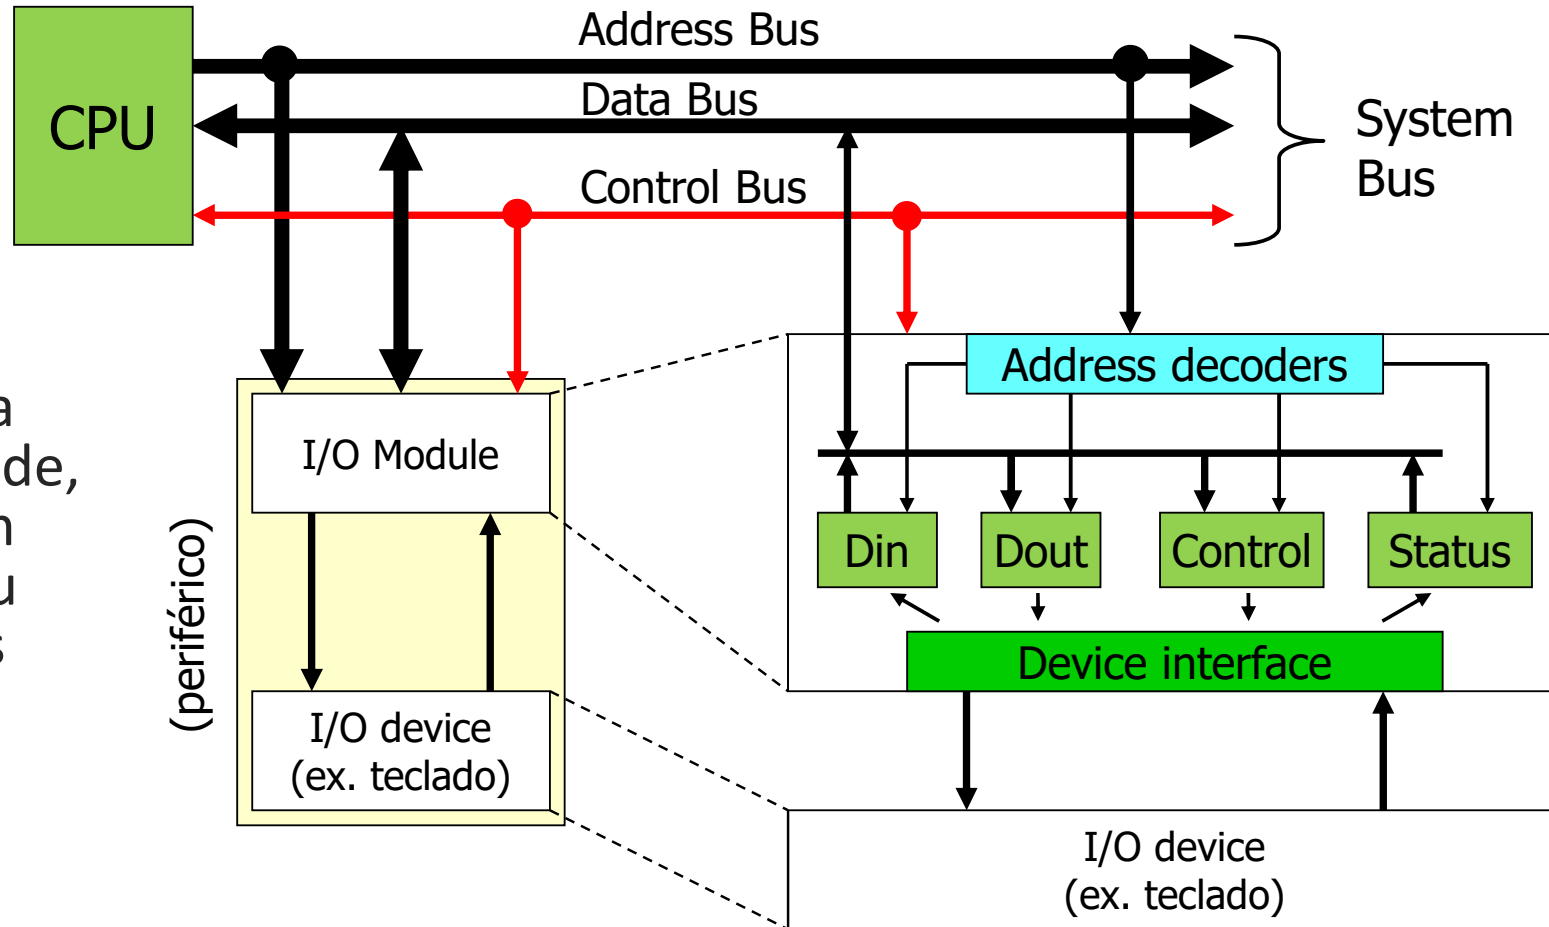 Address Bus
CPU
Data Bus
System
Bus
Control Bus
a
de,
n
u
s
(periférico)
I/O Module
I/O device
(ex. teclado)
Address decoders
Din
Dout
Control
Status
Device interface
I/O device
(ex. teclado)